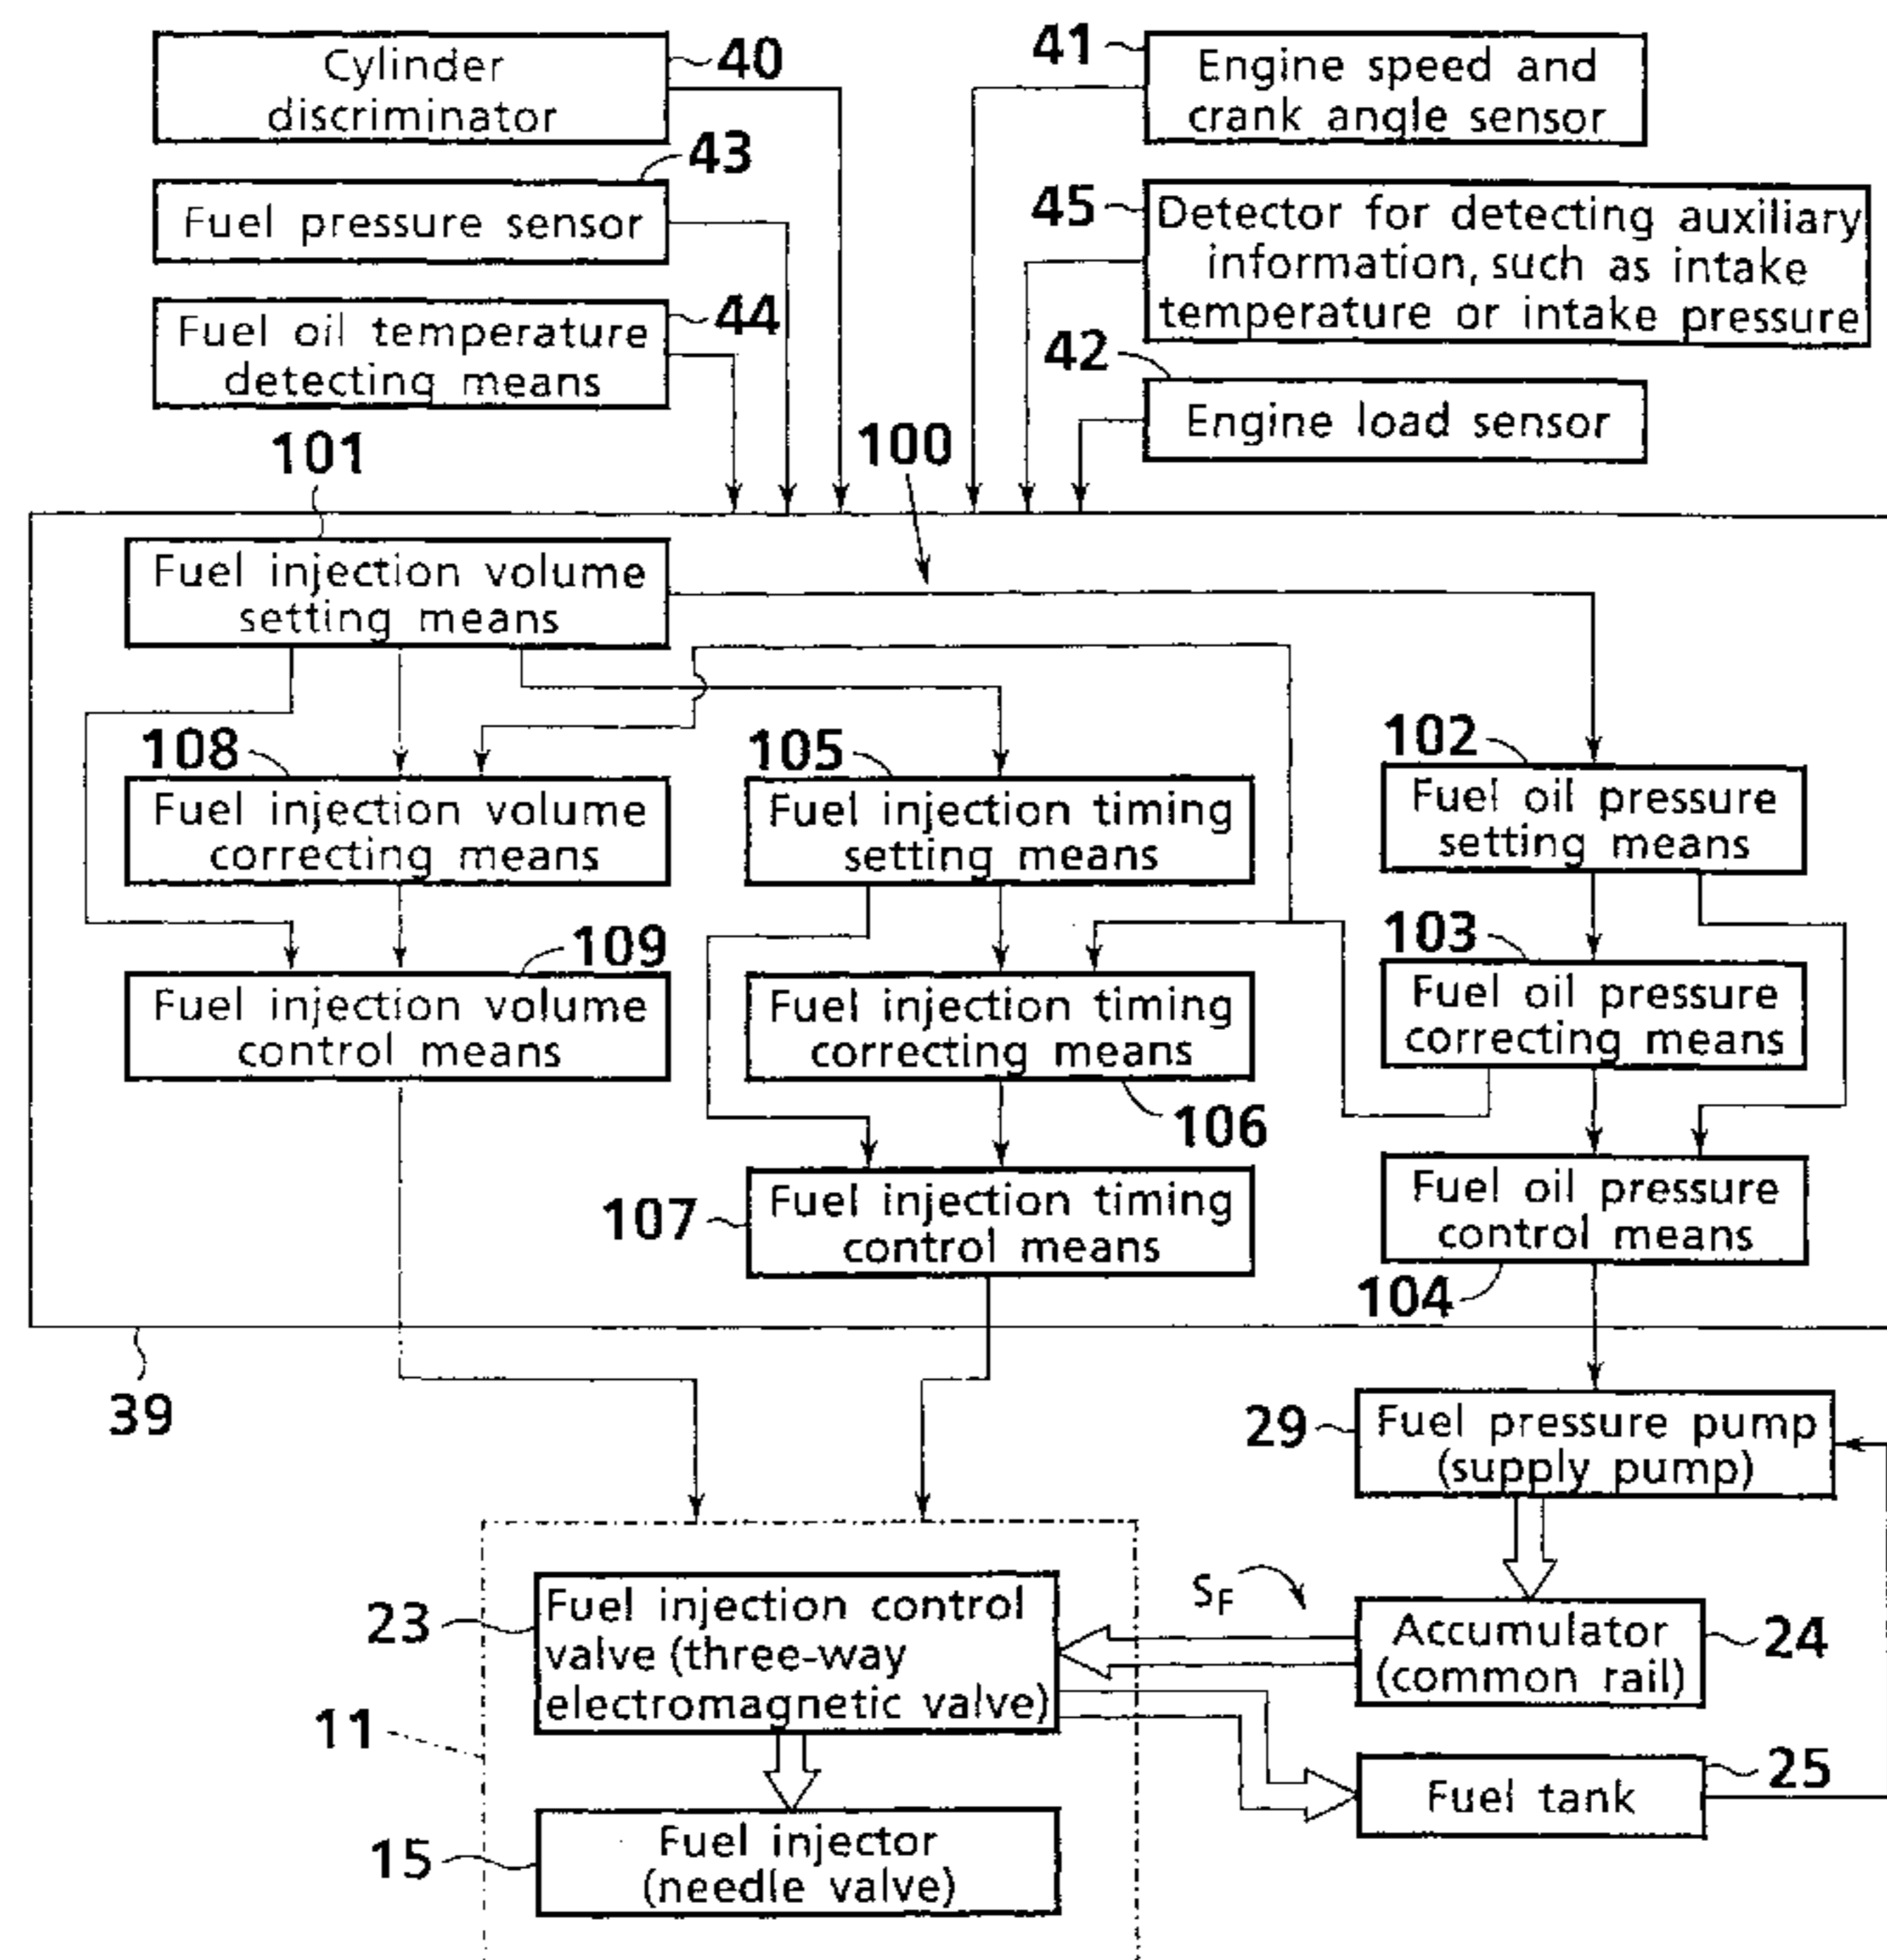 Cylinder
discriminator
40
41
Engine speed and
crank angle sensor
43
Fuel pressure sensor
45
Detector for detecting auxiliary
information, such as intake
temperature or intake pressure
44
Fuel oil temperature
detecting means
42
Engine load sensor
101
100
Fuel injection volume
setting means
108
Fuel injection volume
correcting means
105
Fuel injection timing
setting means
102
Fuel oil pressure
setting means
109
Fuel injection volume
control means
Fuel injection timing
correcting means
106
103
Fuel oil pressure
correcting means
107
Fuel injection timing
control means
Fuel oil pressure
control means
104
39
29
Fuel pressure pump
(supply pump)
23
Fuel injection control
valve (three-way
electromagnetic valve)
SF
Accumulator
(common rail)
24
11
Fuel tank
25
15
Fuel injector
(needle valve)